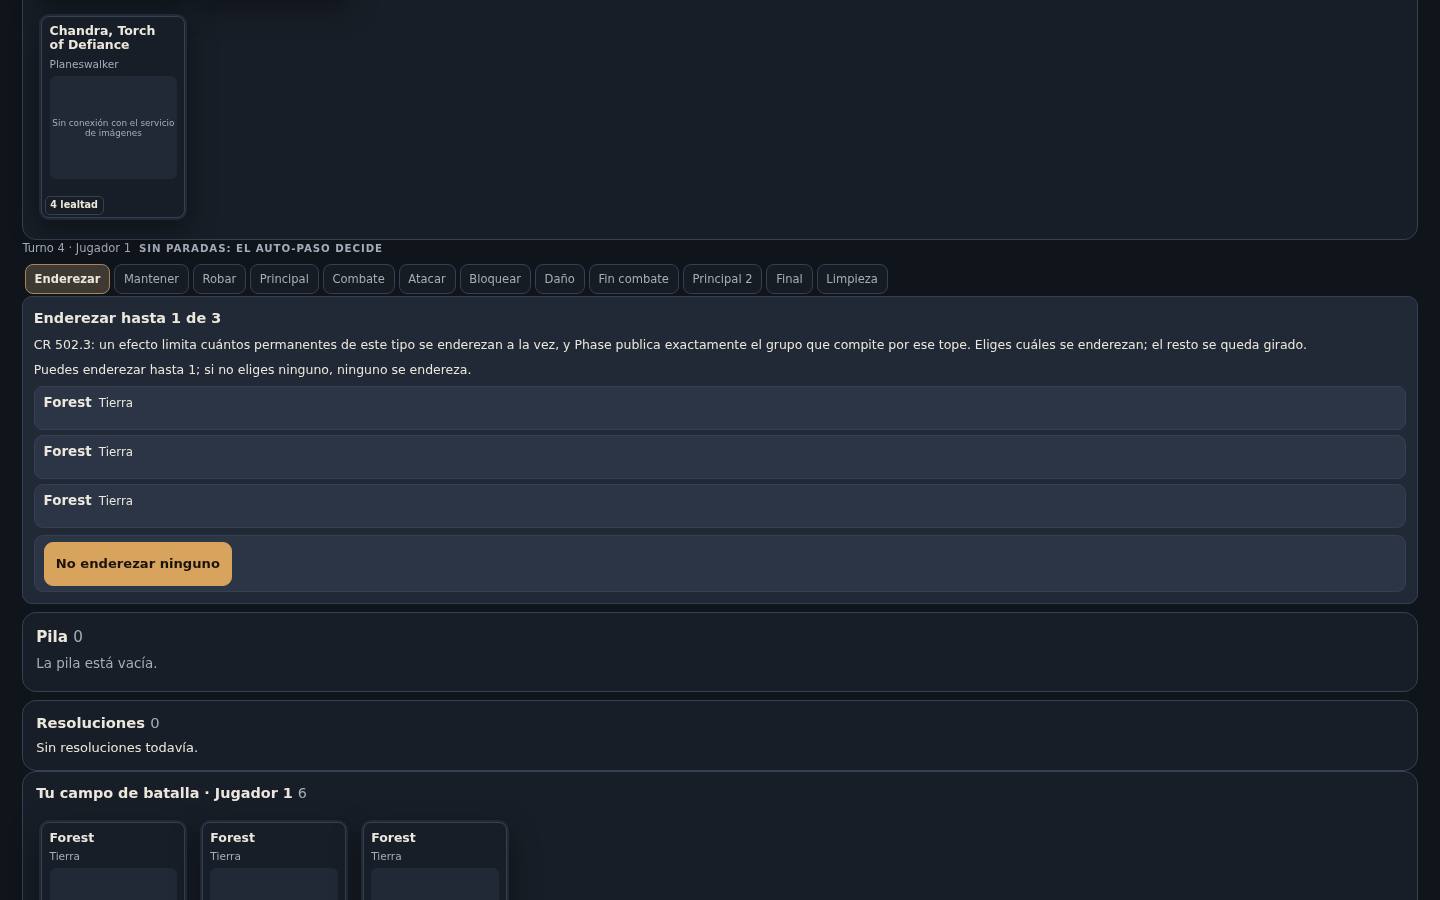 Chandra, Torch
of Defiance
Planeswalker
Sin conexión con el servicio
de imágenes
4 lealtad
Turno 4 · Jugador 1 SIN PARADAS: EL AUTO-PASO DECIDE
Enderezar Mantener Robar Principal Combate Atacar Bloquear Daño Fin combate Principal 2 Final Limpieza
Enderezar hasta 1 de 3
CR 502.3: un efecto limita cuántos permanentes de este tipo se enderezan a la vez, y Phase publica exactamente el grupo que compite por ese tope. Eliges cuáles se enderezan; el resto se queda girado.
Puedes enderezar hasta 1; si no eliges ninguno, ninguno se endereza.
Forest Tierra
Forest Tierra
Forest Tierra
No enderezar ninguno
Pila 0
La pila está vacía.
Resoluciones 0
Sin resoluciones todavía.
Tu campo de batalla · Jugador 1 6
Forest Forest Forest
Tierra Tierra Tierra